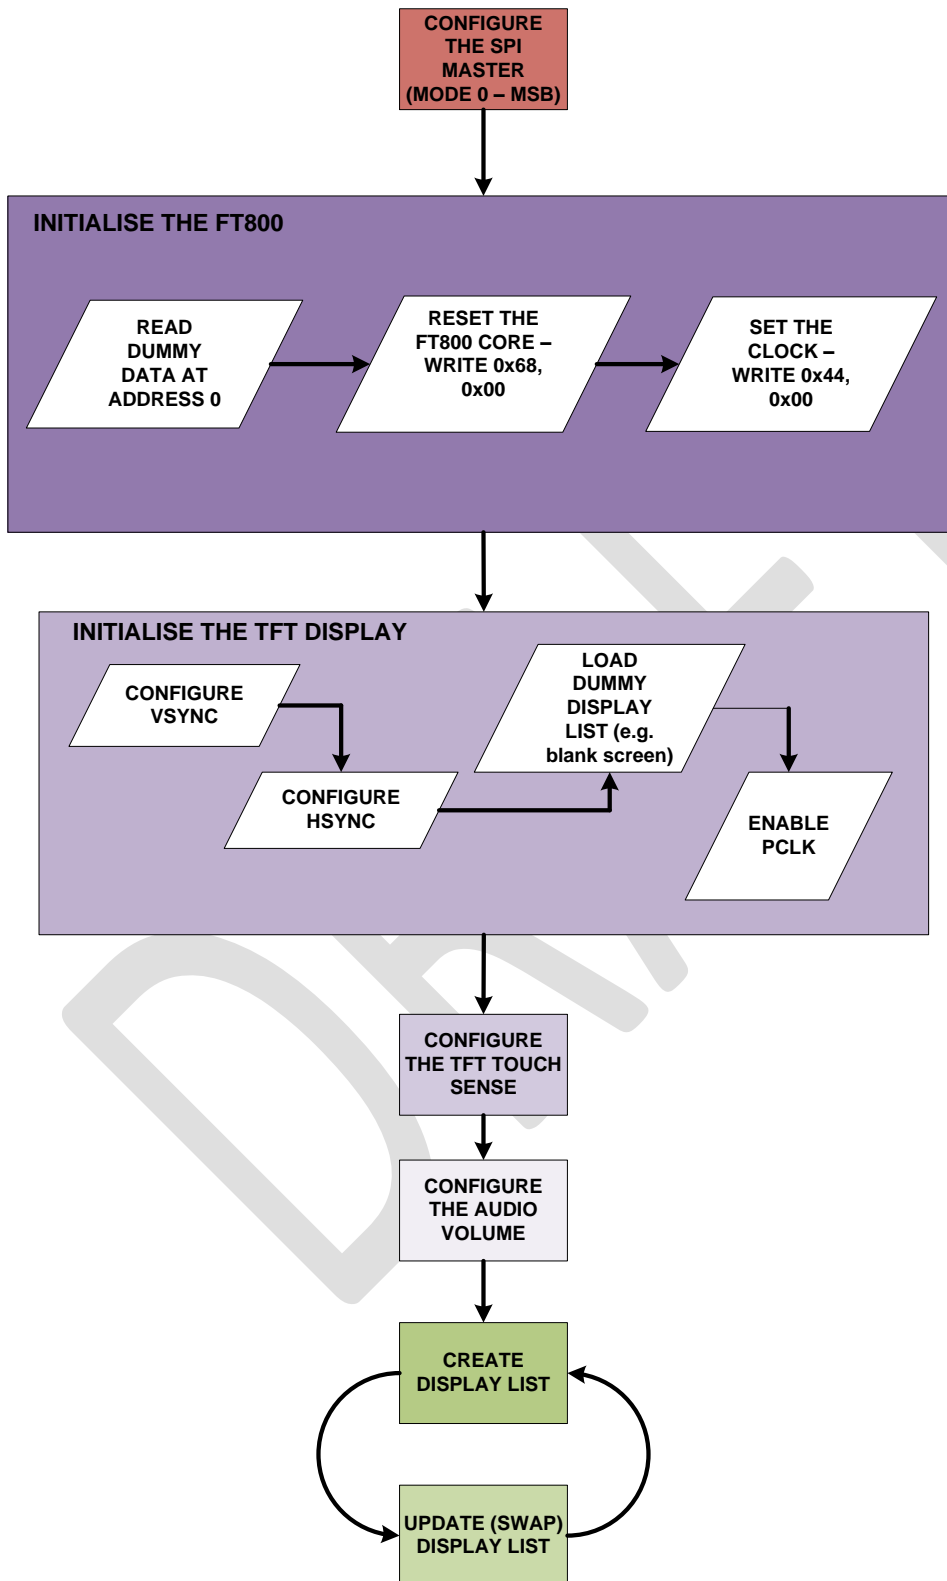 CONFIGURE
THE SPI
MASTER
(MODE 0 – MSB)
INITIALISE THE FT800
READ
DUMMY
DATA AT
ADDRESS 0
RESET THE
FT800 CORE –
WRITE 0x68,
0x00
SET THE
CLOCK –
WRITE 0x44,
0x00
INITIALISE THE TFT DISPLAY
CONFIGURE
VSYNC
CONFIGURE
HSYNC
LOAD
DUMMY
DISPLAY
LIST (e.g.
blank screen)
ENABLE
PCLK
CONFIGURE
THE TFT TOUCH
SENSE
CONFIGURE
THE AUDIO
VOLUME
CREATE
DISPLAY LIST
UPDATE (SWAP)
DISPLAY LIST